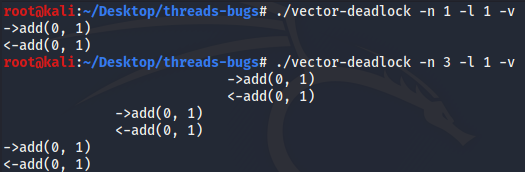 root@kali:~/Desktop/threads-bugs# ./vector-deadlock -n 1 -l 1 -v
->add(0, 1)
<-add(0, 1)
root@kali:~/Desktop/threads-bugs# ./vector-deadlock -n 3 -l 1 -v
->add(0, 1)
<-add(0, 1)
->add(0, 1)
<-add(0, 1)
->add(0, 1)
<-add(0, 1)